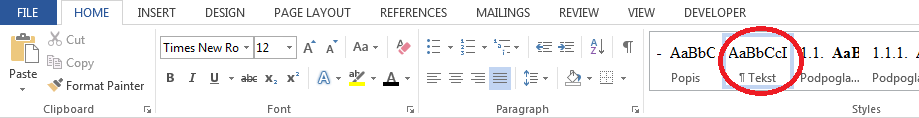 FILE HOME INSERT DESIGN PAGE LAYOUT REFERENCES MAILINGS REVIEW VIEW DEVELOPER
Paste
Cut
Copy
Format Painter
Clipboard
Times New Ro 12 A A Aa
B I U abc x₂ x² A ab A
Font
Paragraph
- AaBbC AaBbCcI 1.1. AaB 1.1.1.
Popis ¶ Tekst Podpogla... Podpogla
Styles